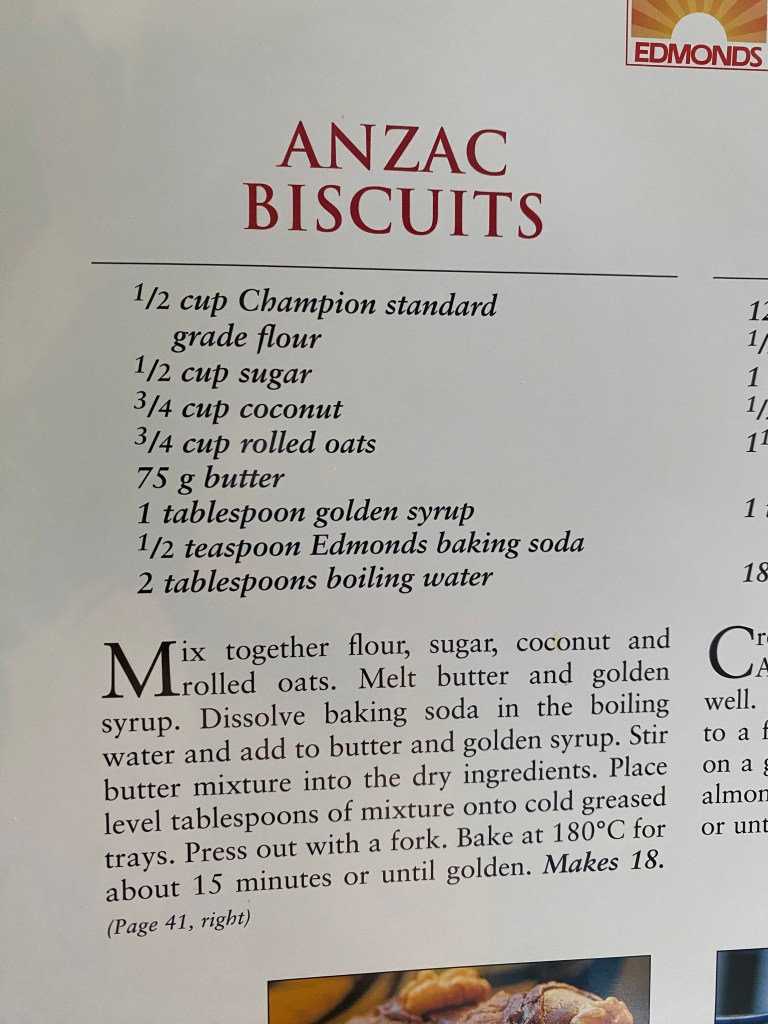 EDMONDS
ANZAC
BISCUITS
1/2 cup Champion standard
grade flour
1/2 cup sugar
3/4 cup coconut
3/4 cup rolled oats
75 g butter
1 tablespoon golden syrup
1/2 teaspoon Edmonds baking soda
2 tablespoons boiling water
Mix together flour, sugar, coconut and
rolled oats. Melt butter and golden
syrup. Dissolve baking soda in the boiling
water and add to butter and golden syrup. Stir
butter mixture into the dry ingredients. Place
level tablespoons of mixture onto cold greased
trays. Press out with a fork. Bake at 180°C for
about 15 minutes or until golden. Makes 18.
(Page 41, right)
1
1
18
well.
to a
on a
or